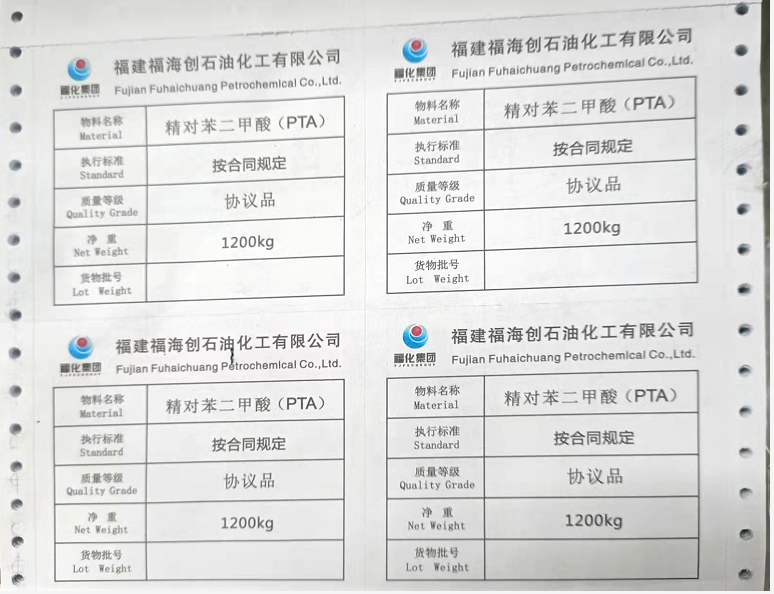 福建福海创石油化工有限公司
福化集团 Fujian Fuhaichuang Petrochemical Co.,Ltd.
FJPECGROUP
物料名称 精对苯二甲酸（PTA）
Material
执行标准 按合同规定
Standard
质量等级 协议品
Quality Grade
净 重 1200kg
Net Weight
货物批号
Lot Weight
福建福海创石油化工有限公司
福化集团 Fujian Fuhaichuang Petrochemical Co.,Ltd.
物料名称 精对苯二甲酸（PTA）
Material
执行标准 按合同规定
Standard
质量等级 协议品
Quality Grade
净 重 1200kg
Net Weight
货物批号
Lot Weight
福建福海创石油化工有限公司
福化集团 Fujian Fuhaichuang Petrochemical Co.,Ltd.
物料名称 精对苯二甲酸（PTA）
Material
执行标准 按合同规定
Standard
质量等级 协议品
Quality Grade
净 重 1200kg
Net Weight
货物批号
Lot Weight
福建福海创石油化工有限公司
福化集团 Fujian Fuhaichuang Petrochemical Co.,Ltd.
物料名称 精对苯二甲酸（PTA）
Material
执行标准 按合同规定
Standard
质量等级 协议品
Quality Grade
净 重 1200kg
Net Weight
货物批号
Lot Weight